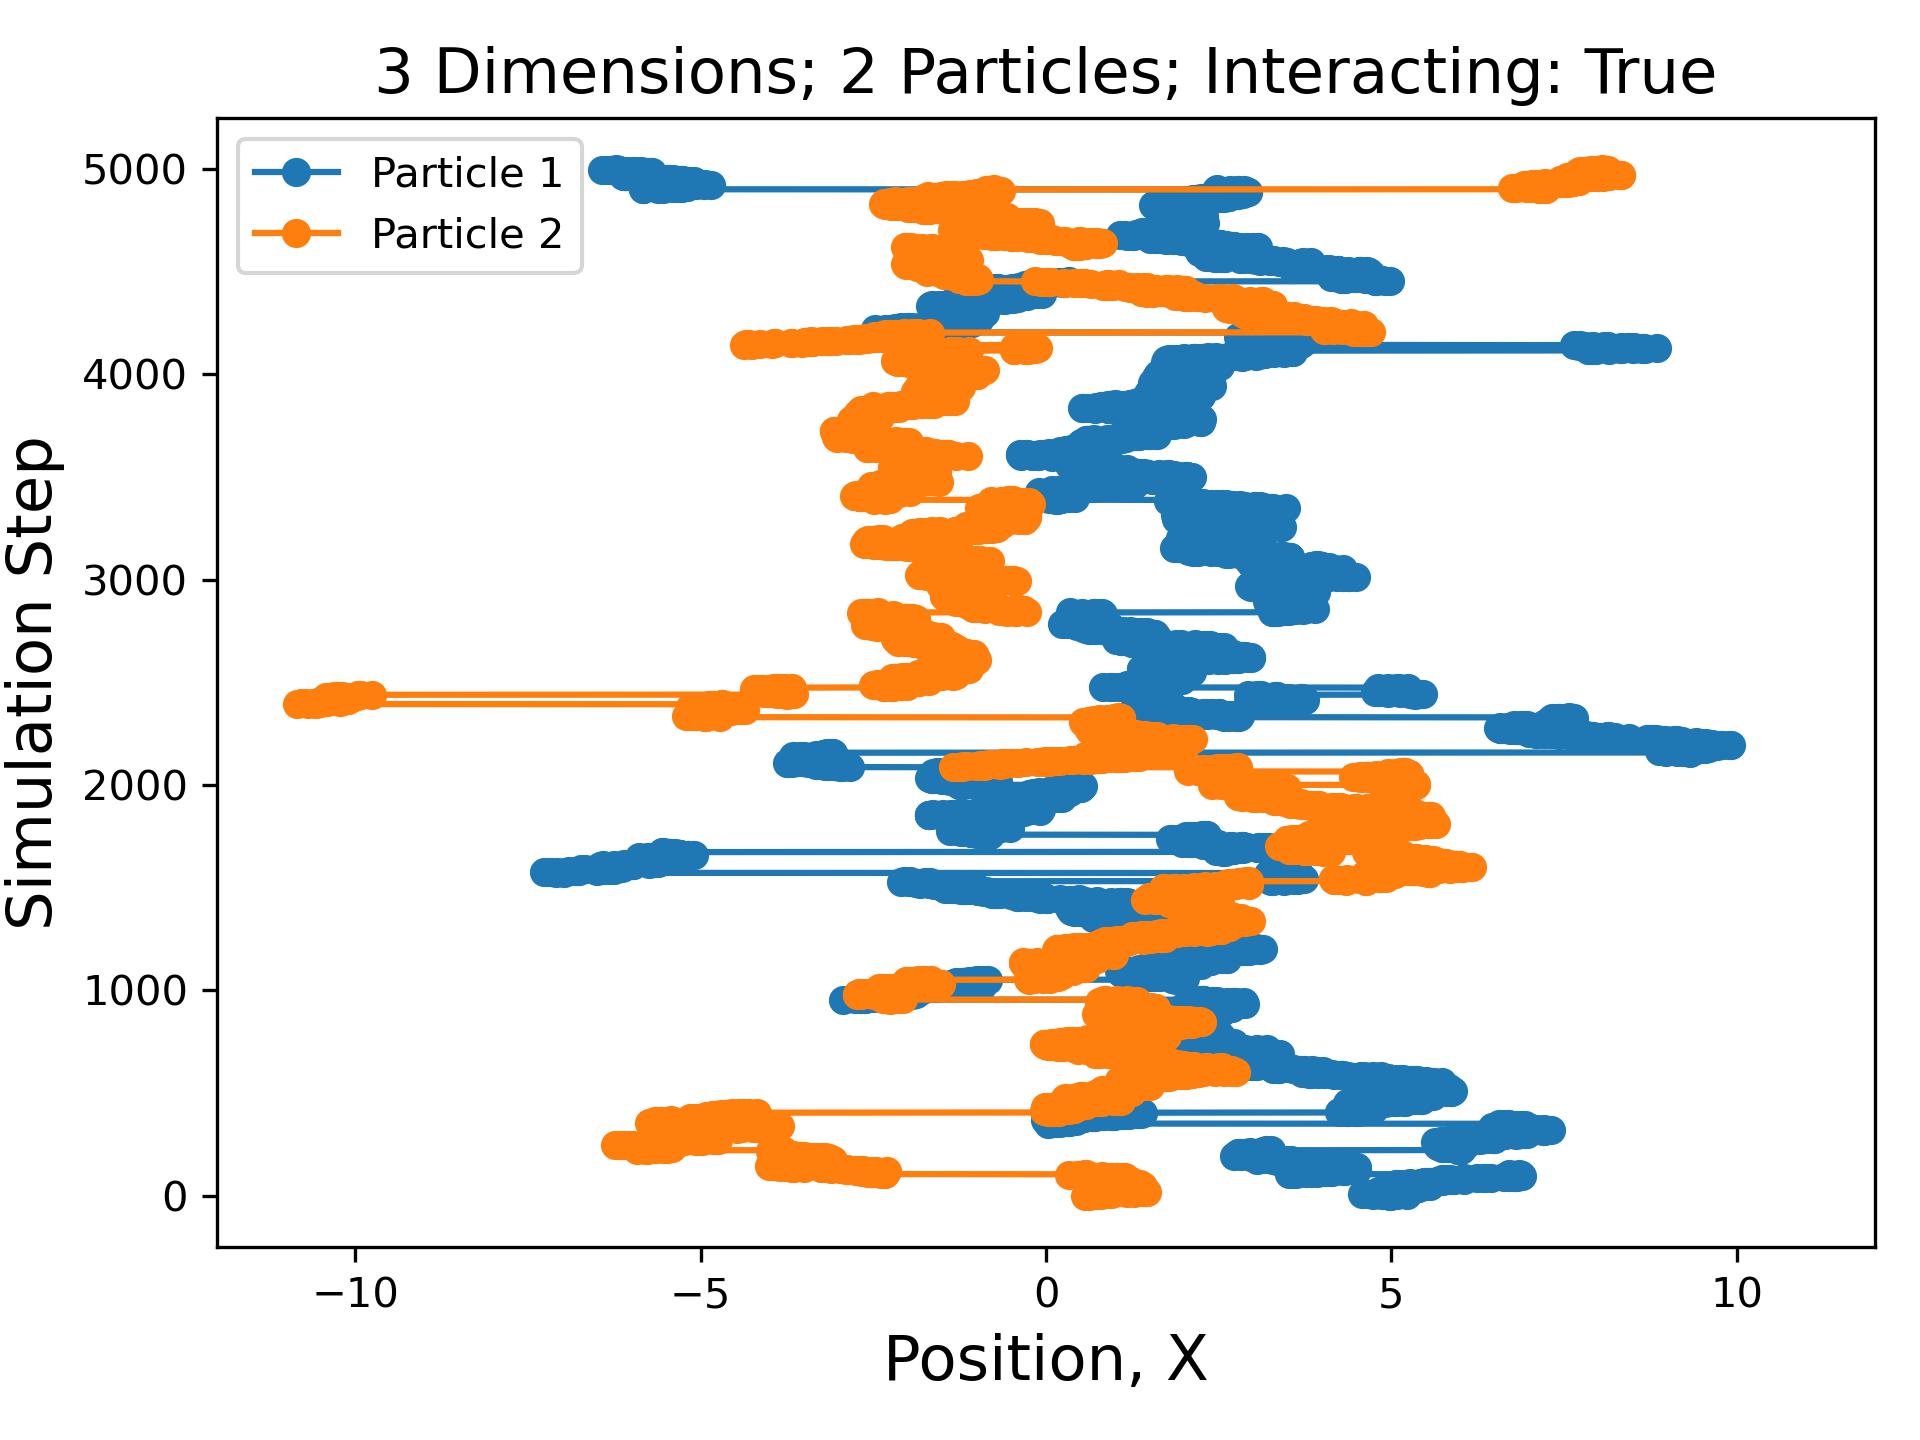 3 Dimensions; 2 Particles; Interacting: True
Particle 1
Particle 2
5000
4000
3000
2000
1000
0
Simulation Step
−10
−5
0
5
10
Position, X